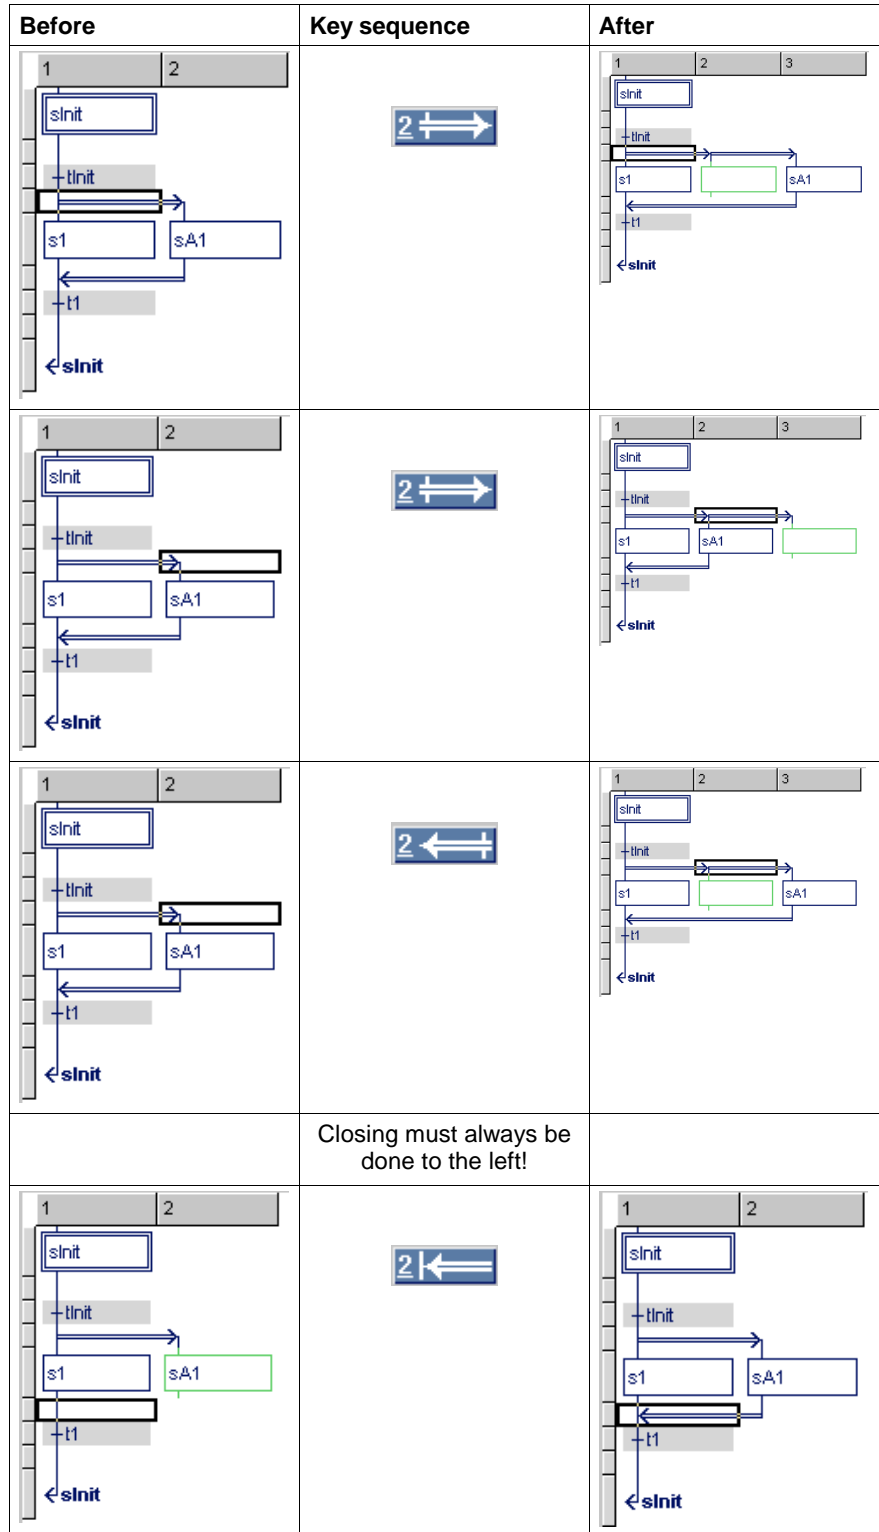 Before Key sequence After
1 2
sInit
tInit
s1 sA1
t1
sInit
2
1 2 3
sInit
tInit
s1 sA1
t1
sInit
1 2
sInit
tInit
s1 sA1
t1
sInit
2
1 2 3
sInit
tInit
s1 sA1
t1
sInit
1 2
sInit
tInit
s1 sA1
t1
sInit
2
1 2 3
sInit
tInit
s1 sA1
t1
sInit
Closing must always be
done to the left!
1 2
sInit
tInit
s1 sA1
t1
sInit
2
1 2
sInit
tInit
s1 sA1
t1
sInit